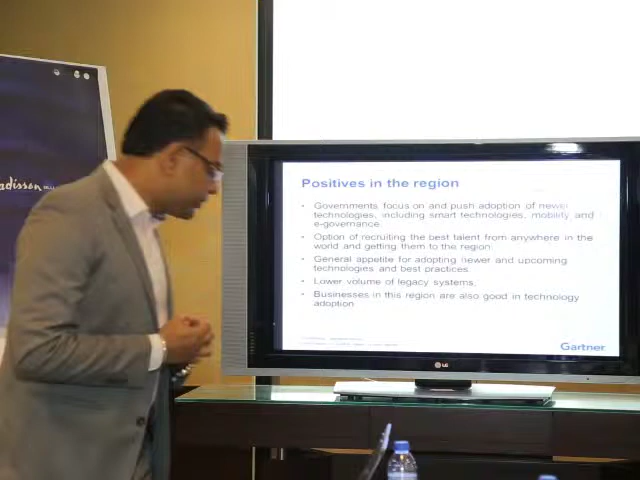 adisson
Positives in the region
• Governments focus on and push adoption of newer
technologies, including smart technologies, mobility and
e-governance.
• Option of recruiting the best talent from anywhere in the
world and getting them to the region.
• General appetite for adopting newer and upcoming
technologies and best practices.
• Lower volume of legacy systems.
• Businesses in this region are also good in technology
adoption
Gartner
LG